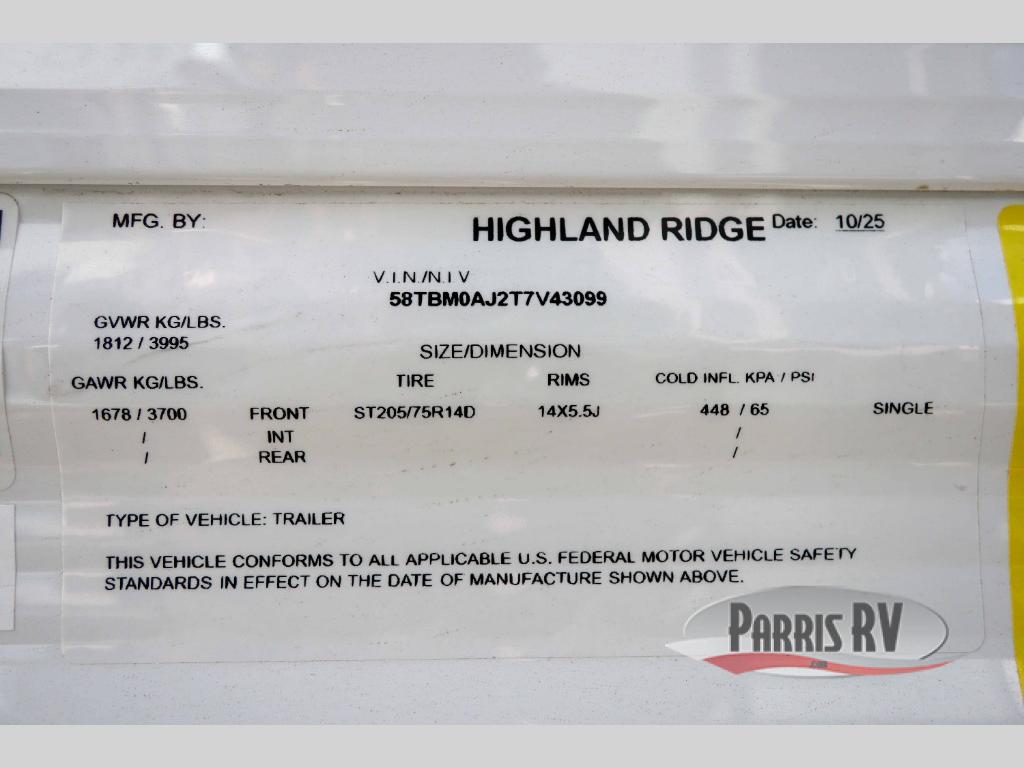 MFG. BY: HIGHLAND RIDGE Date: 10/25
V.I.N./N.I.V
58TBM0AJ2T7V43099
GVWR KG/LBS.
1812 / 3995
SIZE/DIMENSION
GAWR KG/LBS. TIRE RIMS COLD INFL. KPA / PSI
1678 / 3700 FRONT ST205/75R14D 14X5.5J 448 / 65 SINGLE
/ INT /
/ REAR /
TYPE OF VEHICLE: TRAILER
THIS VEHICLE CONFORMS TO ALL APPLICABLE U.S. FEDERAL MOTOR VEHICLE SAFETY
STANDARDS IN EFFECT ON THE DATE OF MANUFACTURE SHOWN ABOVE.
PARRIS RV
.com